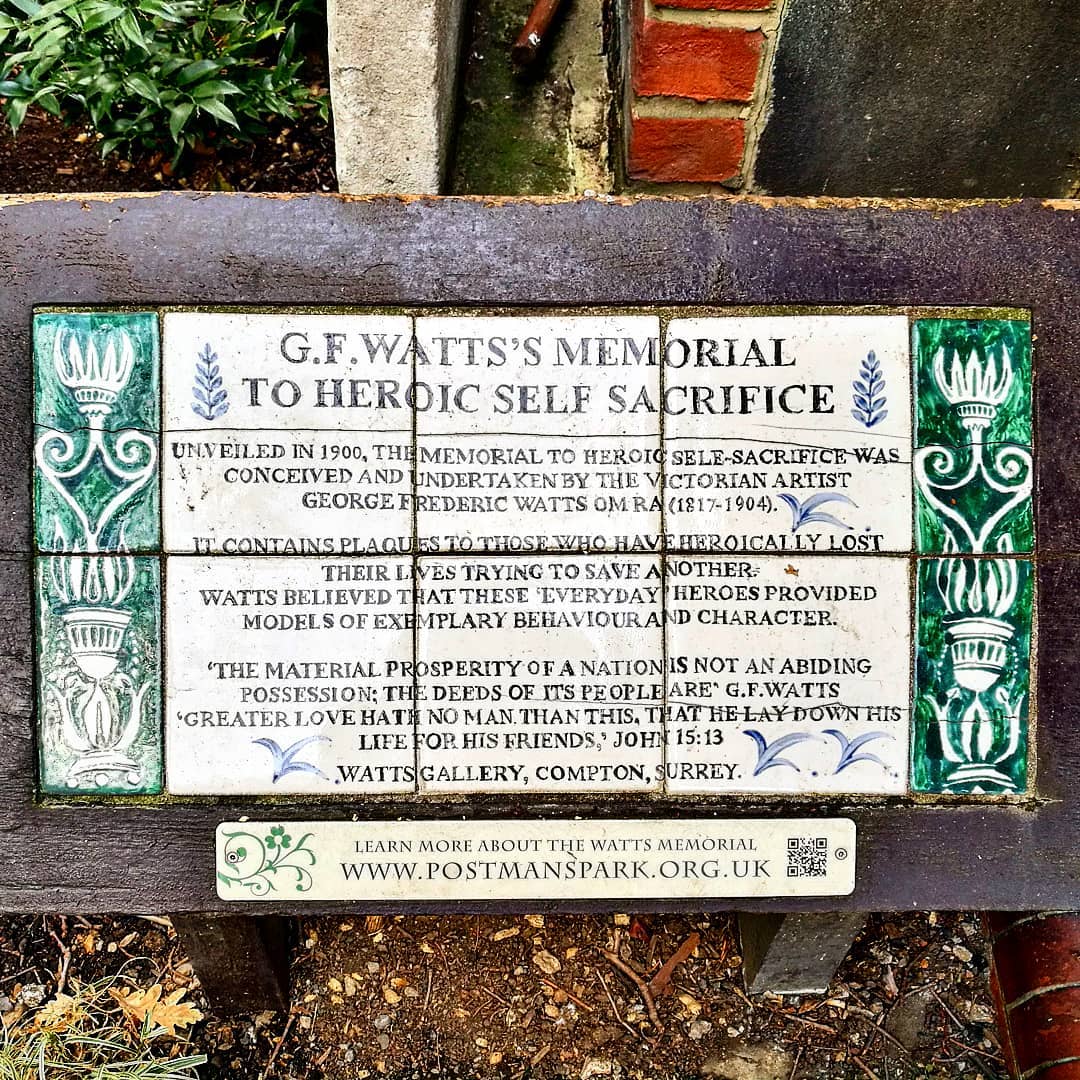 G.F.WATTS'S MEMORIAL
TO HEROIC SELF SACRIFICE
UNVEILED IN 1900, THE MEMORIAL TO HEROIC SELF-SACRIFICE WAS
CONCEIVED AND UNDERTAKEN BY THE VICTORIAN ARTIST
GEORGE FREDERIC WATTS OM RA (1817-1904).
IT CONTAINS PLAQUES TO THOSE WHO HAVE HEROICALLY LOST
THEIR LIVES TRYING TO SAVE ANOTHER.
WATTS BELIEVED THAT THESE 'EVERYDAY' HEROES PROVIDED
MODELS OF EXEMPLARY BEHAVIOUR AND CHARACTER.
'THE MATERIAL PROSPERITY OF A NATION IS NOT AN ABIDING
POSSESSION; THE DEEDS OF ITS PEOPLE ARE' G.F.WATTS
'GREATER LOVE HATH NO MAN THAN THIS, THAT HE LAY DOWN HIS
LIFE FOR HIS FRIENDS,' JOHN 15:13
WATTS GALLERY, COMPTON, SURREY.
LEARN MORE ABOUT THE WATTS MEMORIAL
WWW.POSTMANSPARK.ORG.UK